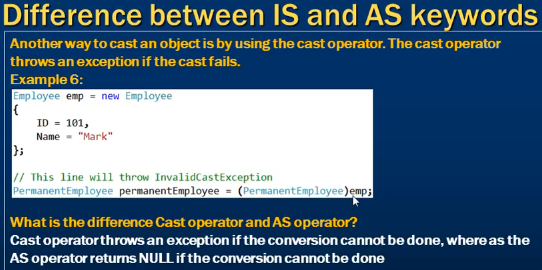 Difference between IS and AS keywords
Another way to cast an object is by using the cast operator. The cast operator
throws an exception if the cast fails.
Example 6:
Employee emp = new Employee
{
ID = 101,
Name = "Mark"
};
// This line will throw InvalidCastException
PermanentEmployee permanentEmployee = (PermanentEmployee)emp;
What is the difference Cast operator and AS operator?
Cast operator throws an exception if the conversion cannot be done, where as the
AS operator returns NULL if the conversion cannot be done